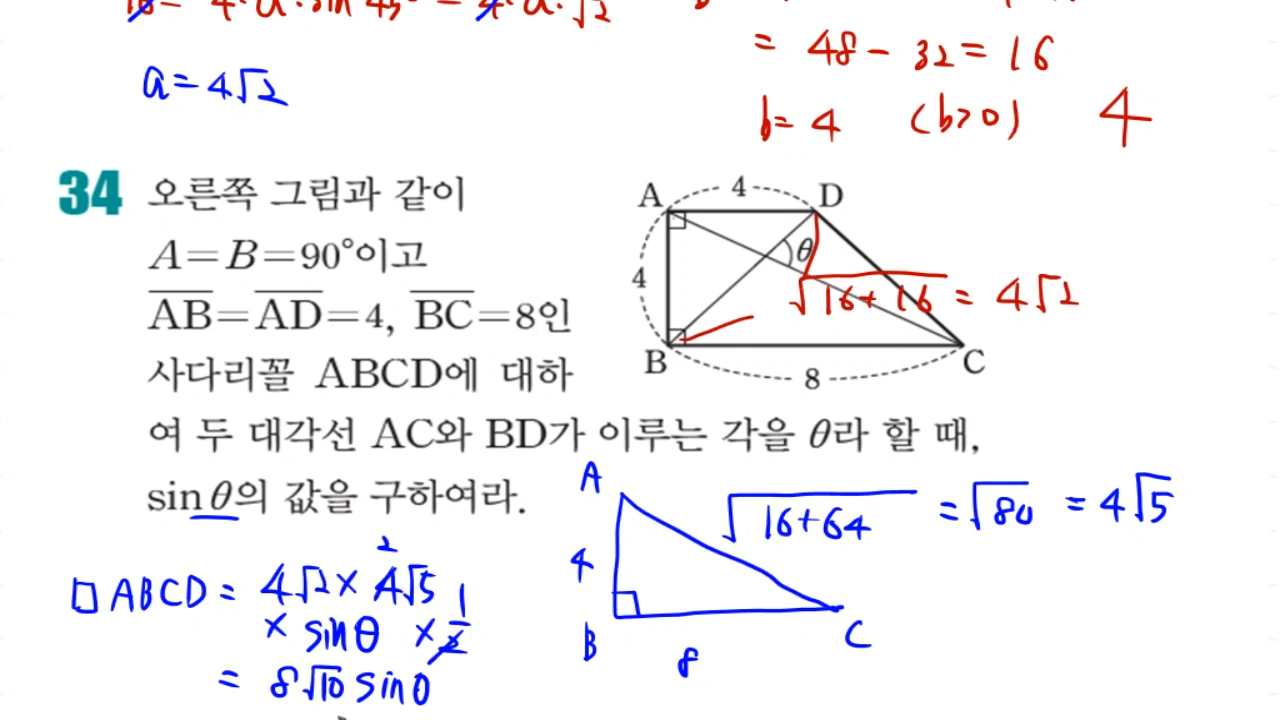 a = 4√2
= 48 - 32 = 16
b = 4 (b>0) 4
34 오른쪽 그림과 같이
A=B=90°이고
AB=AD=4, BC=8인
사다리꼴 ABCD에 대하
여 두 대각선 AC와 BD가 이루는 각을 θ라 할 때,
sinθ의 값을 구하여라.
A 4 D
θ
4
√16+16 = 4√2
B 8 C
A
√16+64 = √80 = 4√5
4
B 8 C
2
□ABCD = 4√2 × 4√5
× sinθ × 1/2
= 8√10 sinθ